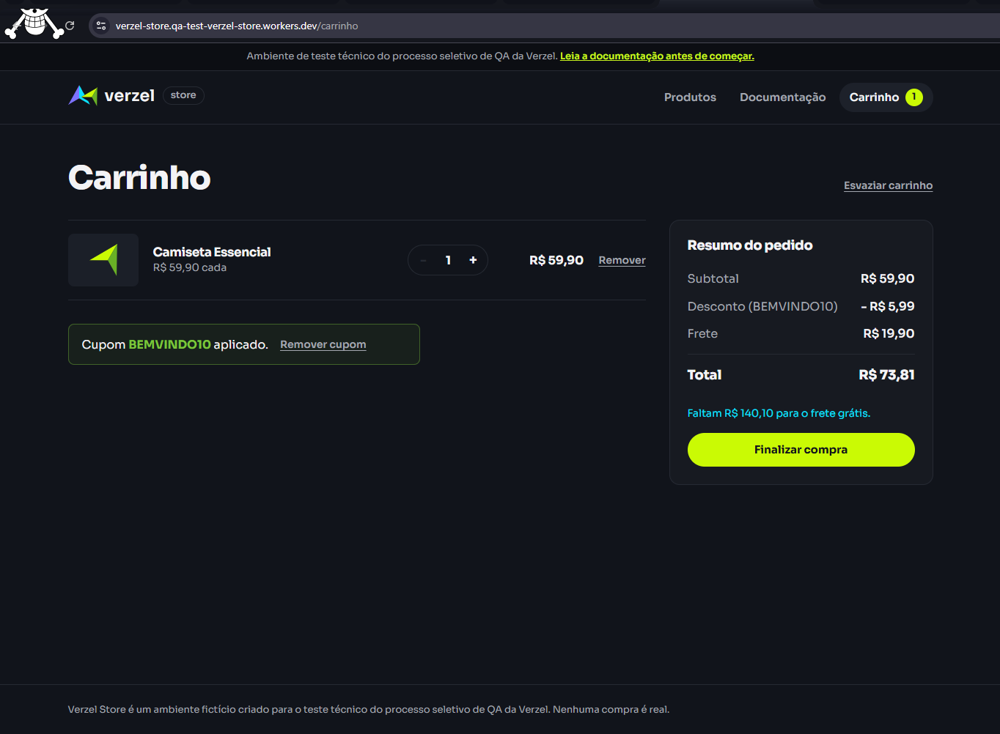 verzel-store.qa-test-verzel-store.workers.dev/carrinho
Ambiente de teste técnico do processo seletivo de QA da Verzel. Leia a documentação antes de começar.
verzel store
Produtos Documentação Carrinho 1
Carrinho
Esvaziar carrinho
Camiseta Essencial
R$ 59,90 cada
- 1 +
R$ 59,90 Remover
Cupom BEMVINDO10 aplicado. Remover cupom
Resumo do pedido
Subtotal R$ 59,90
Desconto (BEMVINDO10) - R$ 5,99
Frete R$ 19,90
Total R$ 73,81
Faltam R$ 140,10 para o frete grátis.
Finalizar compra
Verzel Store é um ambiente fictício criado para o teste técnico do processo seletivo de QA da Verzel. Nenhuma compra é real.